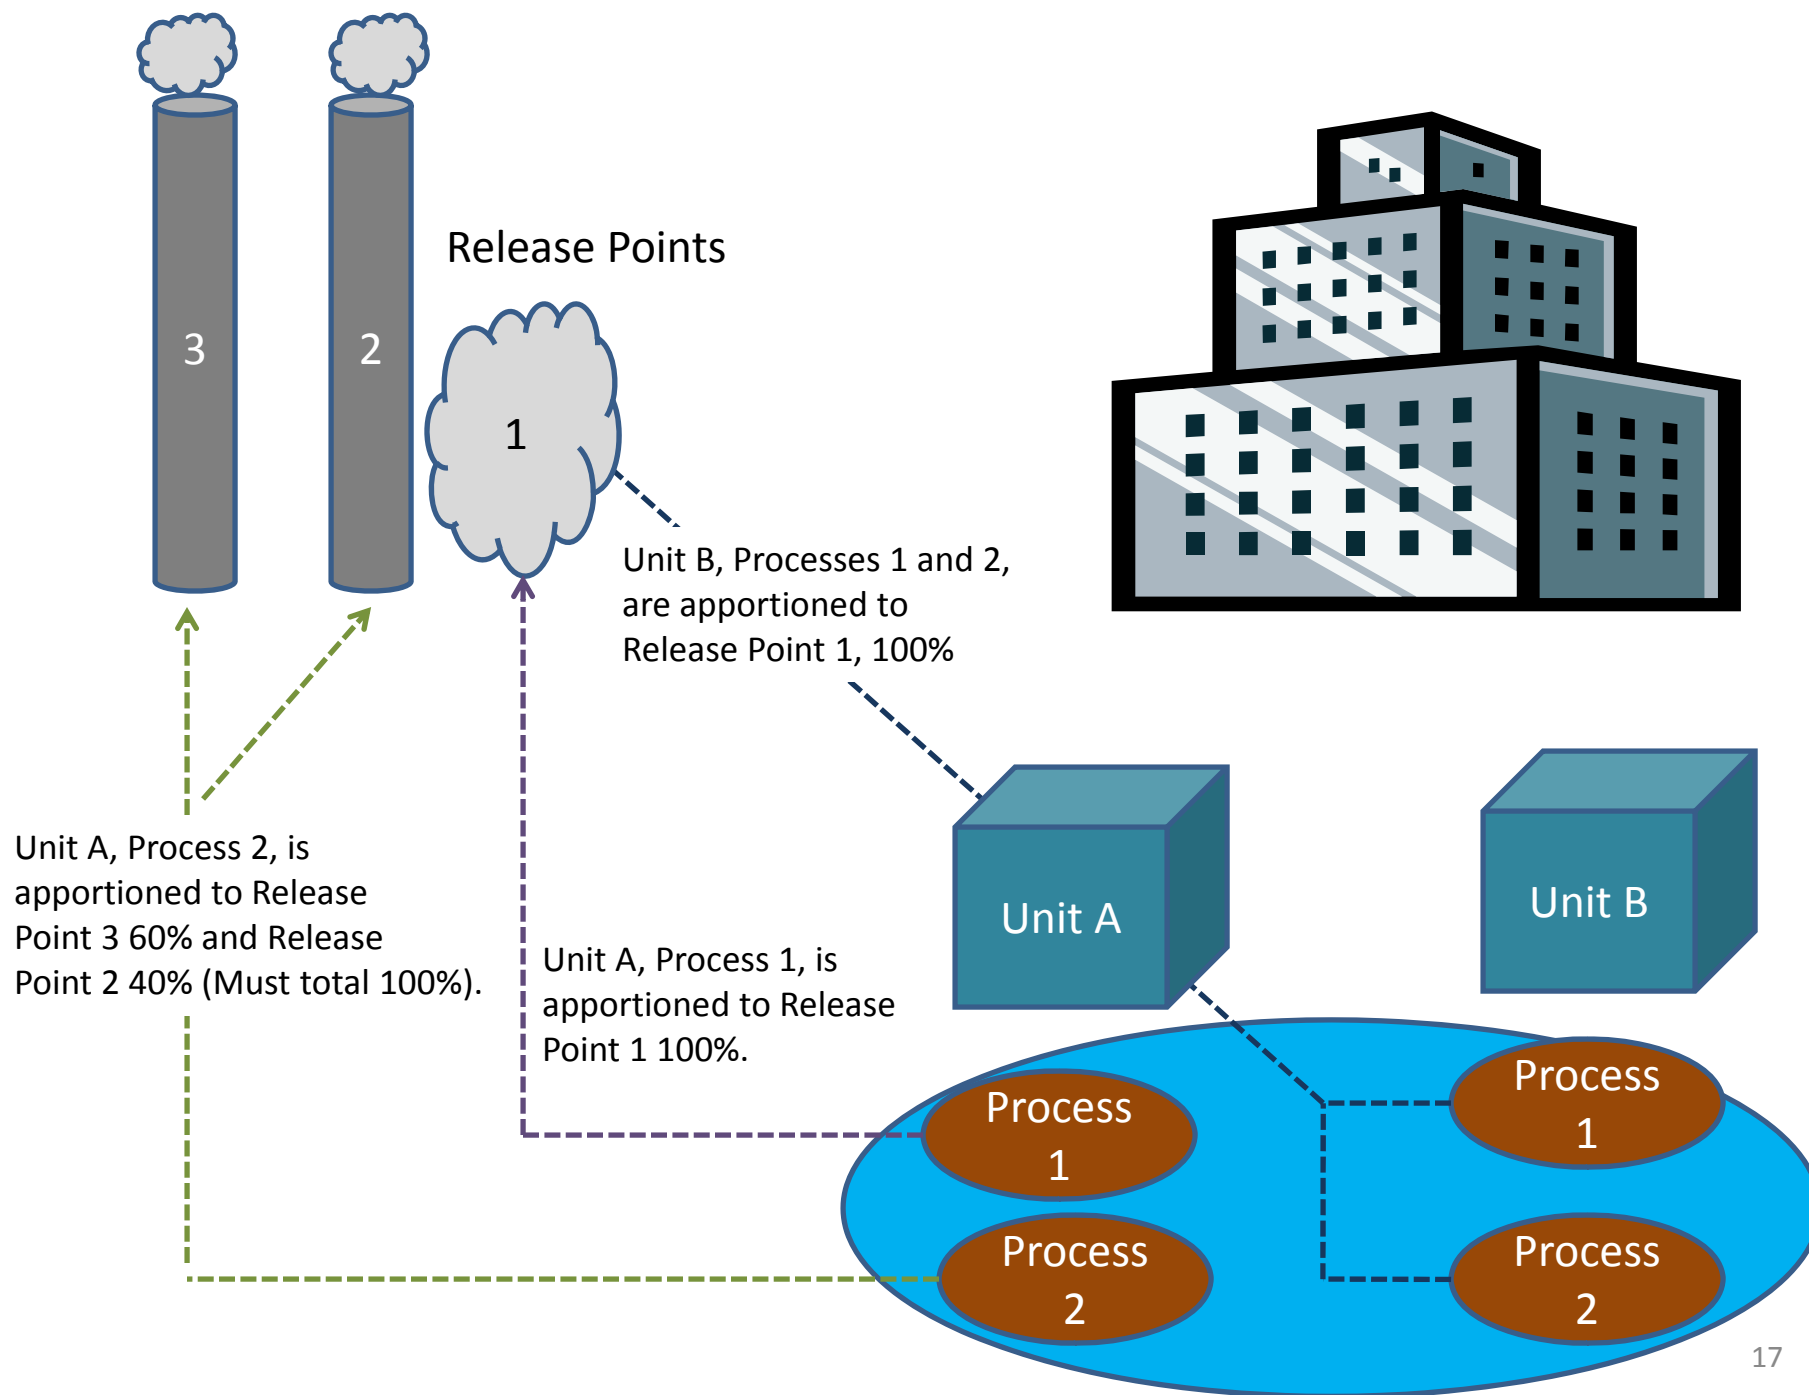 3
2
Release Points
1
Unit B, Processes 1 and 2,
are apportioned to
Release Point 1, 100%
Unit A, Process 2, is
apportioned to Release
Point 3 60% and Release
Point 2 40% (Must total 100%).
Unit A, Process 1, is
apportioned to Release
Point 1 100%.
Unit A
Unit B
Process
1
Process
1
Process
2
Process
2
17